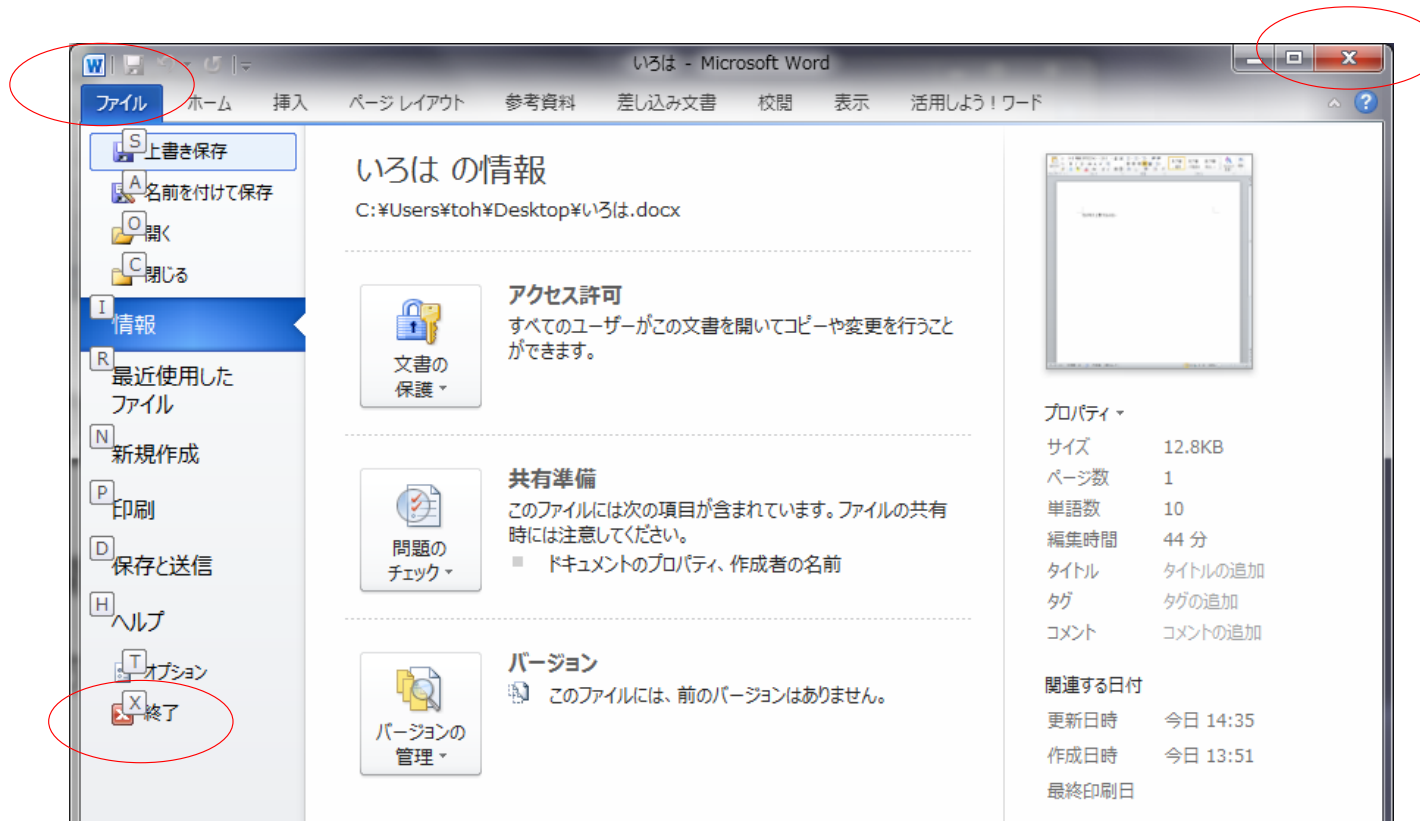 いろは - Microsoft Word
ファイル ホーム 挿入 ページ レイアウト 参考資料 差し込み文書 校閲 表示 活用しよう！ワード
S 上書き保存
A 名前を付けて保存
O 開く
C 閉じる
I 情報
R 最近使用した
ファイル
N 新規作成
P 印刷
D 保存と送信
H ヘルプ
T オプション
X 終了
いろは の情報
C:¥Users¥toh¥Desktop¥いろは.docx
文書の
保護
アクセス許可
すべてのユーザーがこの文書を開いてコピーや変更を行うこと
ができます。
問題の
チェック
共有準備
このファイルには次の項目が含まれています。ファイルの共有
時には注意してください。
ドキュメントのプロパティ、作成者の名前
バージョンの
管理
バージョン
このファイルには、前のバージョンはありません。
プロパティ
サイズ 12.8KB
ページ数 1
単語数 10
編集時間 44 分
タイトル タイトルの追加
タグ タグの追加
コメント コメントの追加
関連する日付
更新日時 今日 14:35
作成日時 今日 13:51
最終印刷日